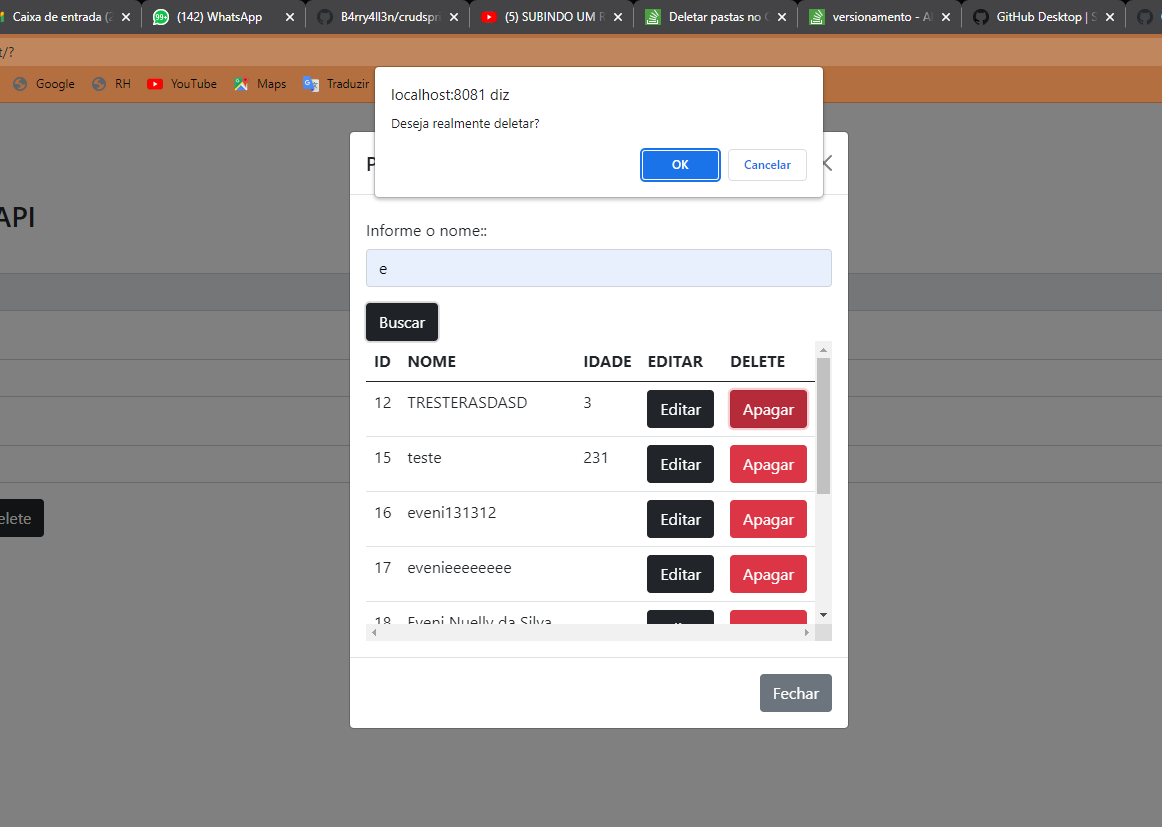 Caixa de entrada (2
99+ (142) WhatsApp
B4rry4ll3n/crudspri
(5) SUBINDO UM R
Deletar pastas no G
versionamento - Al
GitHub Desktop | S
t/?
Google RH YouTube Maps Traduzir
localhost:8081 diz
Deseja realmente deletar?
OK Cancelar
P
API
Informe o nome::
e
Buscar
ID NOME IDADE EDITAR DELETE
12 TRESTERASDASD 3 Editar Apagar
15 teste 231 Editar Apagar
16 eveni131312 Editar Apagar
elete
17 evenieeeeeeee Editar Apagar
18 Eveni Nuelly da Silva Editar
Fechar